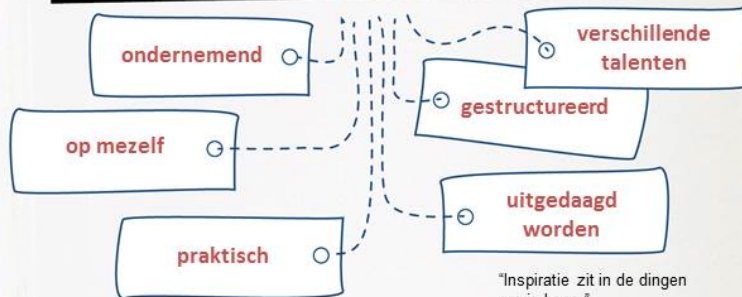 ondernemend
verschillende
talenten
gestructureerd
op mezelf
uitgedaagd
worden
praktisch
"Inspiratie zit in de dingen